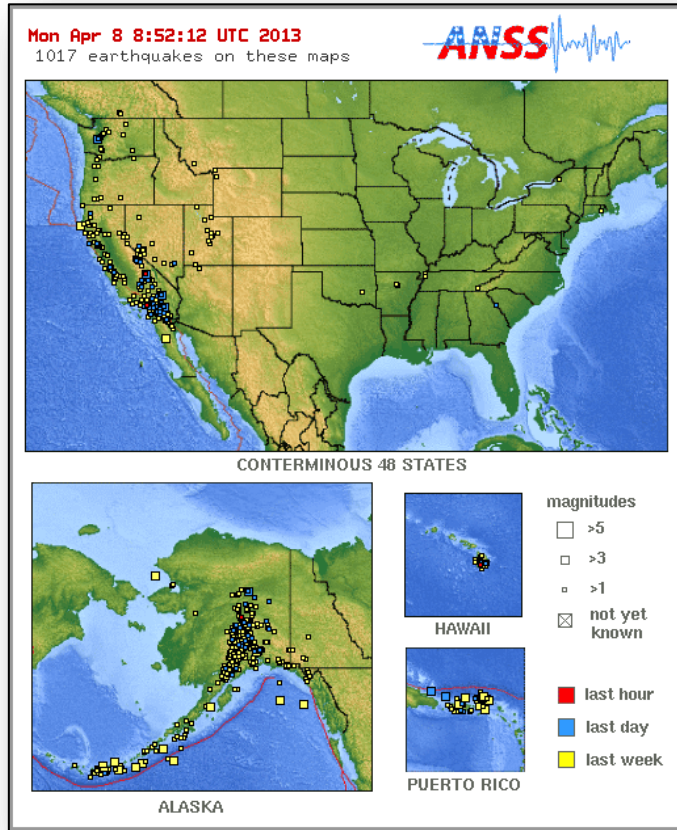 Mon Apr 8 8:52:12 UTC 2013
1017 earthquakes on these maps
ANSS
CONTERMINOUS 48 STATES
magnitudes
>5
>3
>1
not yet
known
HAWAII
last hour
last day
last week
PUERTO RICO
ALASKA